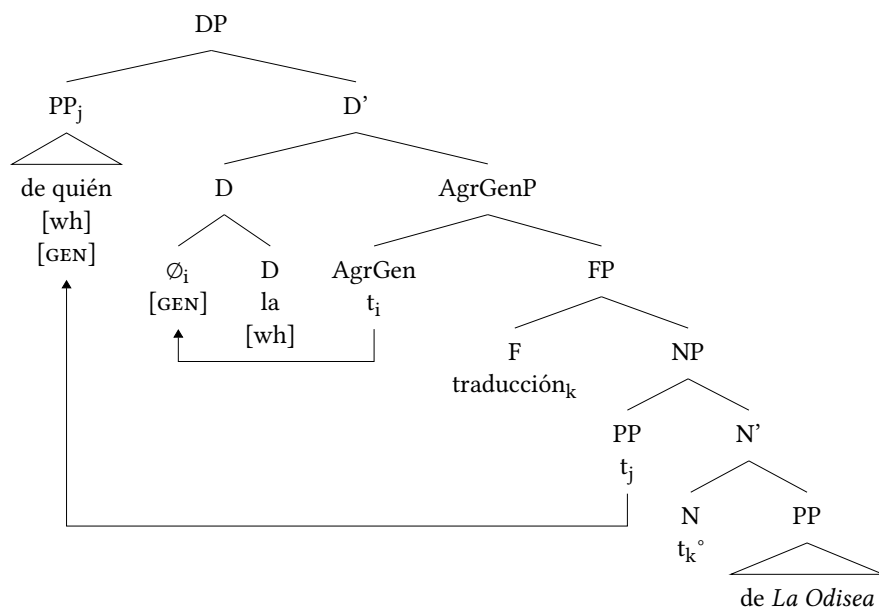 DP
PPj D’
de quién D AgrGenP
[wh]
[GEN] ∅i D AgrGen FP
[GEN] la ti
[wh] F NP
traducciónk
PP N’
tj
N PP
tk°
de La Odisea